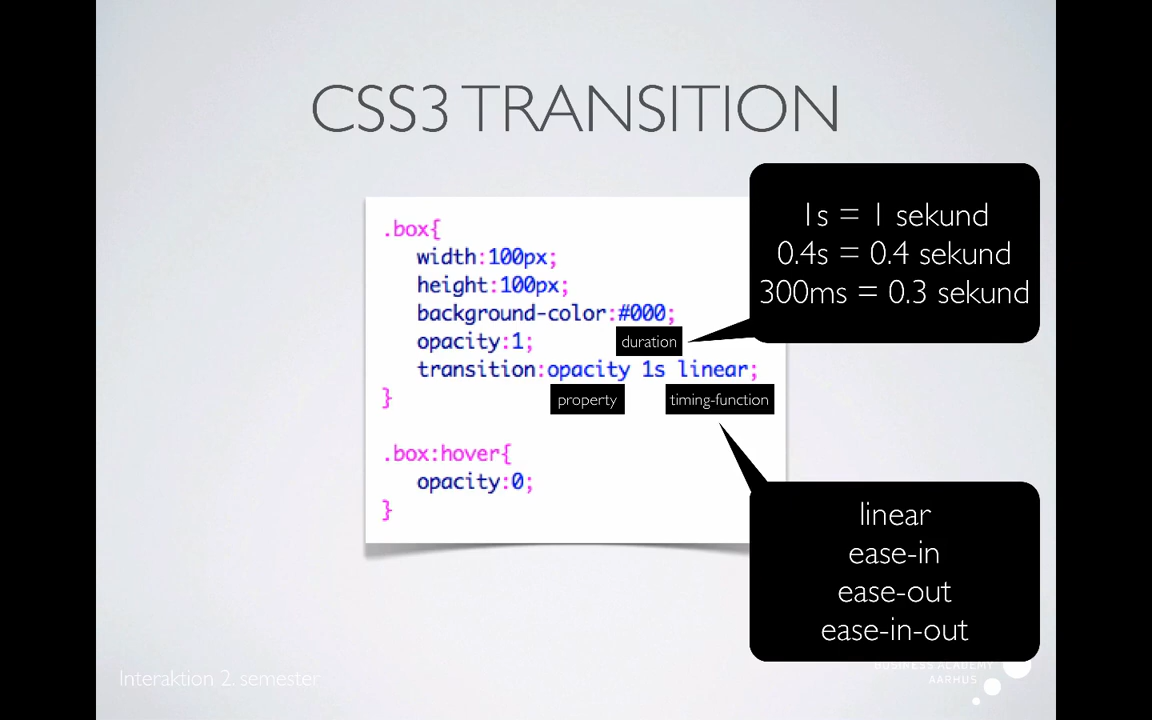 CSS3 TRANSITION
1s = 1 sekund
0.4s = 0.4 sekund
300ms = 0.3 sekund
.box{
width:100px;
height:100px;
background-color:#000;
opacity:1;
duration
transition:opacity 1s linear;
property
timing-function
}
.box:hover{
opacity:0;
}
linear
ease-in
ease-out
ease-in-out
Interaktion 2. semester
BUSINESS ACADEMY
AARHUS